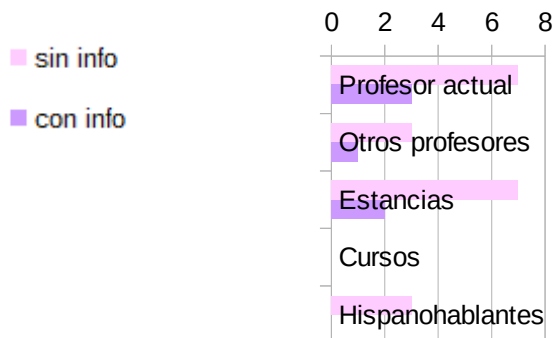 0 2 4 6 8
sin info
con info
Profesor actual
Otros profesores
Estancias
Cursos
Hispanohablantes